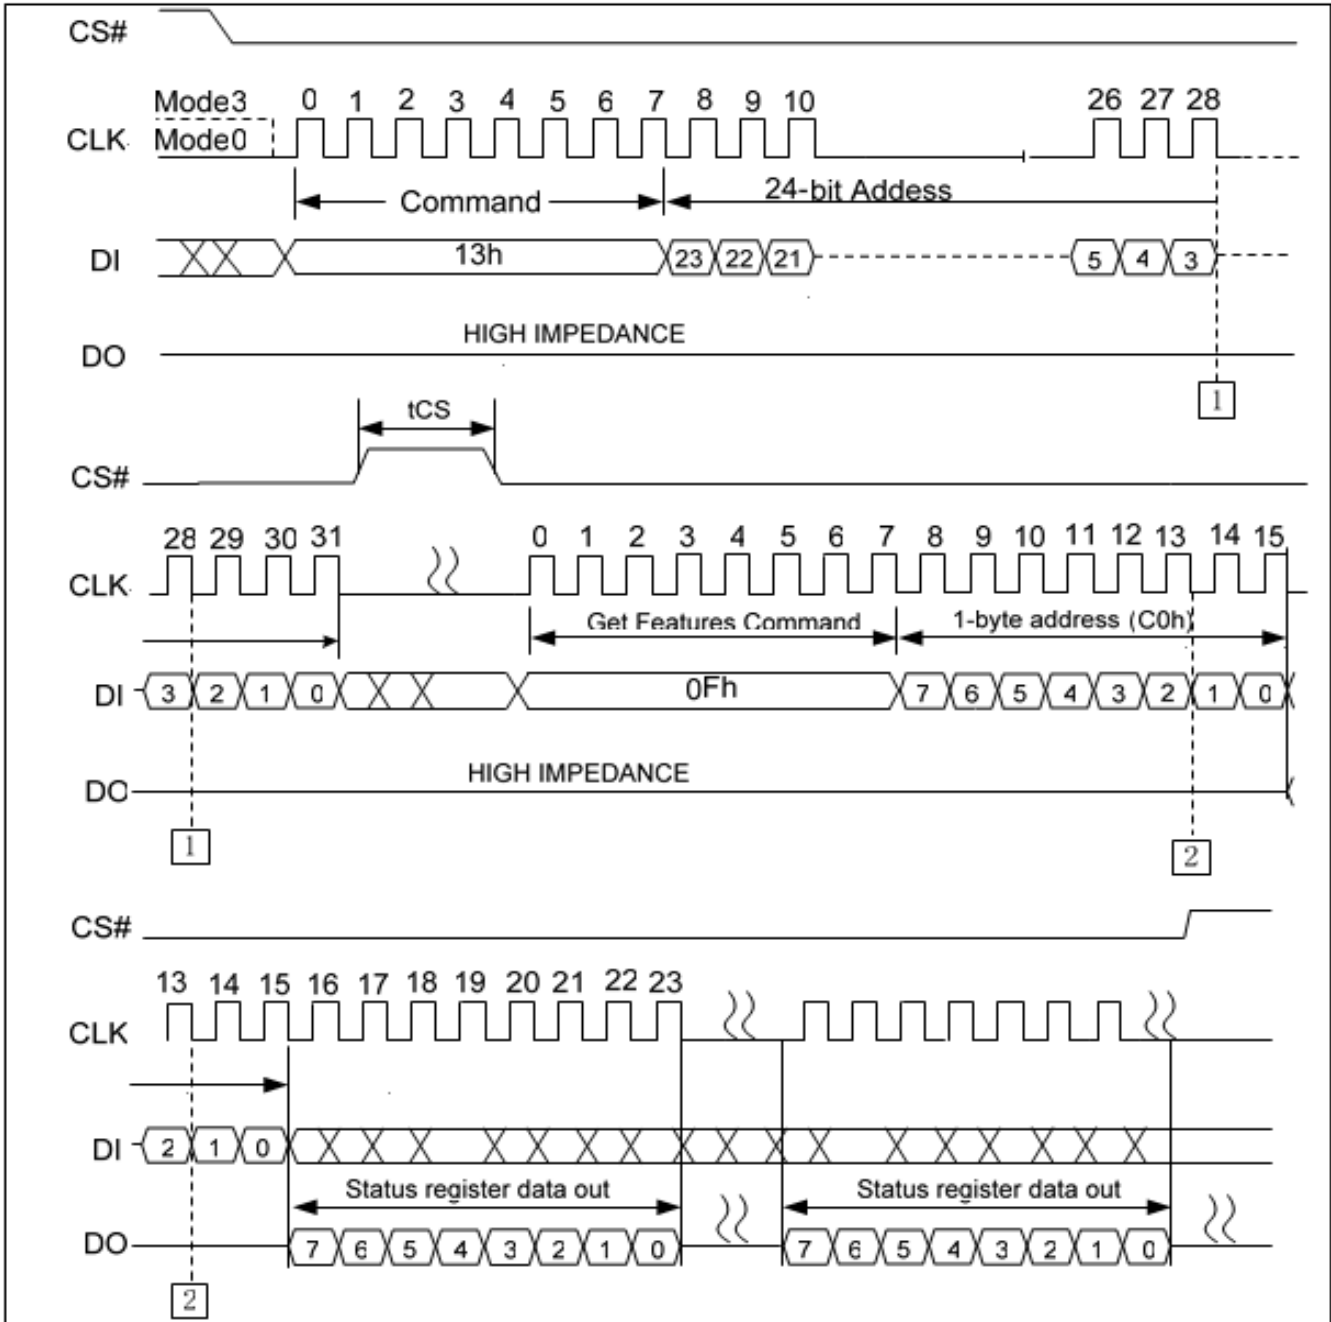 CS#
Mode3 0 1 2 3 4 5 6 7 8 9 10 26 27 28
CLK Mode0
Command 24-bit Addess
DI 13h 23 22 21 5 4 3
HIGH IMPEDANCE
DO
1
tCS
CS#
28 29 30 31 0 1 2 3 4 5 6 7 8 9 10 11 12 13 14 15
CLK
Get Features Command 1-byte address (C0h)
DI 3 2 1 0 0Fh 7 6 5 4 3 2 1 0
HIGH IMPEDANCE
DO
1 2
CS#
13 14 15 16 17 18 19 20 21 22 23
CLK
DI 2 1 0
Status register data out Status register data out
DO 7 6 5 4 3 2 1 0 7 6 5 4 3 2 1 0
2